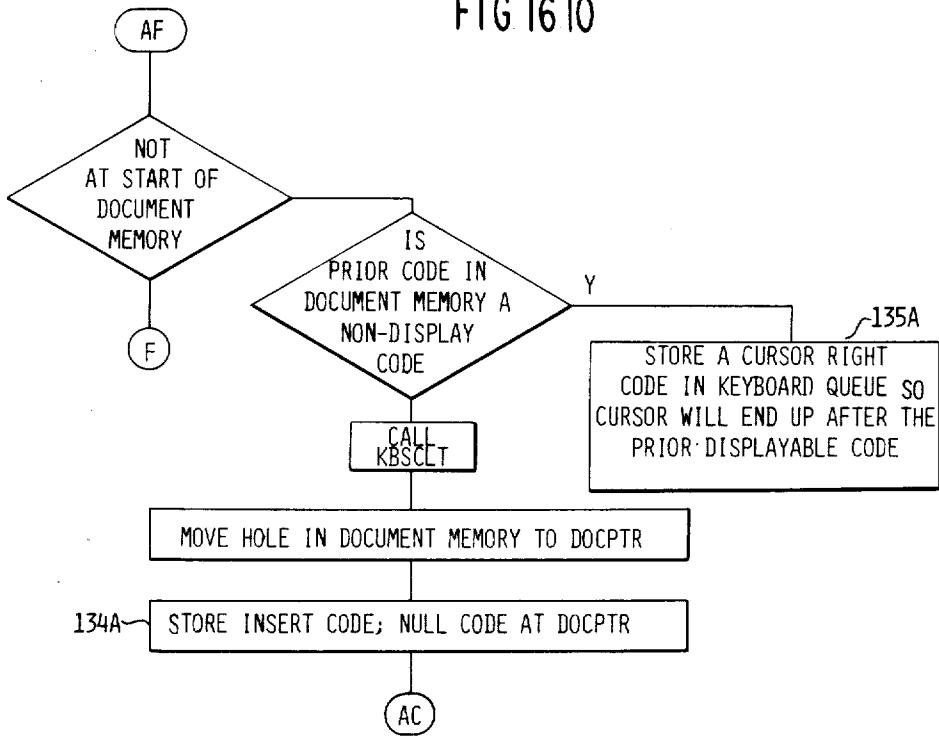 FIG 16 10
AF
NOT
AT START OF
DOCUMENT
MEMORY
F
IS
PRIOR CODE IN
DOCUMENT MEMORY A
NON-DISPLAY
CODE
Y
135A
STORE A CURSOR RIGHT
CODE IN KEYBOARD QUEUE SO
CURSOR WILL END UP AFTER THE
PRIOR DISPLAYABLE CODE
CALL
KBSCLT
MOVE HOLE IN DOCUMENT MEMORY TO DOCPTR
134A
STORE INSERT CODE; NULL CODE AT DOCPTR
AC